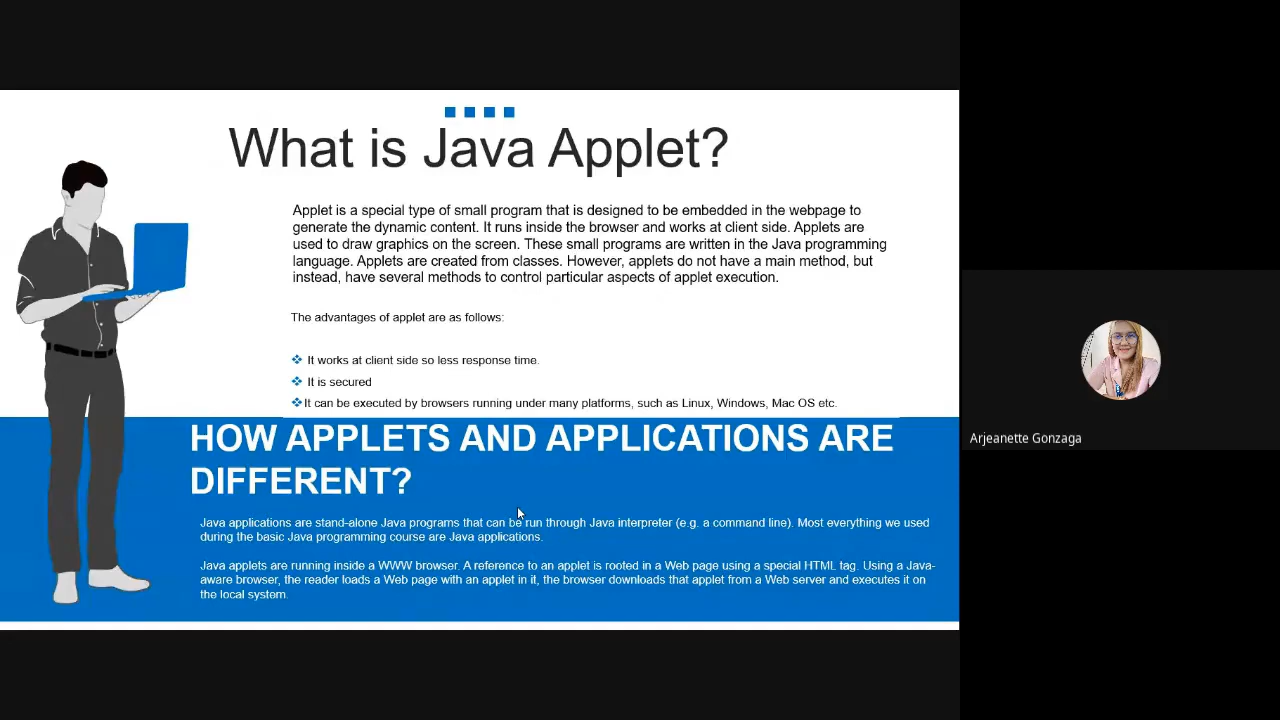 What is Java Applet?
Applet is a special type of small program that is designed to be embedded in the webpage to
generate the dynamic content. It runs inside the browser and works at client side. Applets are
used to draw graphics on the screen. These small programs are written in the Java programming
language. Applets are created from classes. However, applets do not have a main method, but
instead, have several methods to control particular aspects of applet execution.
The advantages of applet are as follows:
It works at client side so less response time.
It is secured
It can be executed by browsers running under many platforms, such as Linux, Windows, Mac OS etc.
HOW APPLETS AND APPLICATIONS ARE
DIFFERENT?
Java applications are stand-alone Java programs that can be run through Java interpreter (e.g. a command line). Most everything we used
during the basic Java programming course are Java applications.
Java applets are running inside a WWW browser. A reference to an applet is rooted in a Web page using a special HTML tag. Using a Java-
aware browser, the reader loads a Web page with an applet in it, the browser downloads that applet from a Web server and executes it on
the local system.
Arjeanette Gonzaga